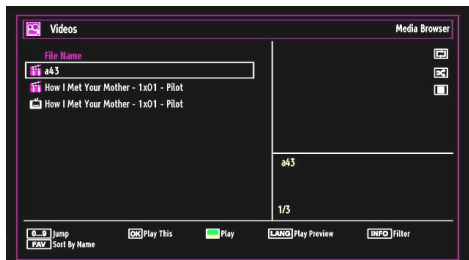 Videos Media Browser
File Name
a43
How I Met Your Mother - 1x01 - Pilot
How I Met Your Mother - 1x01 - Pilot
a43
1/3
0...9 Jump OK Play This Play LANG Play Preview INFO Filter
FAV Sort By Name